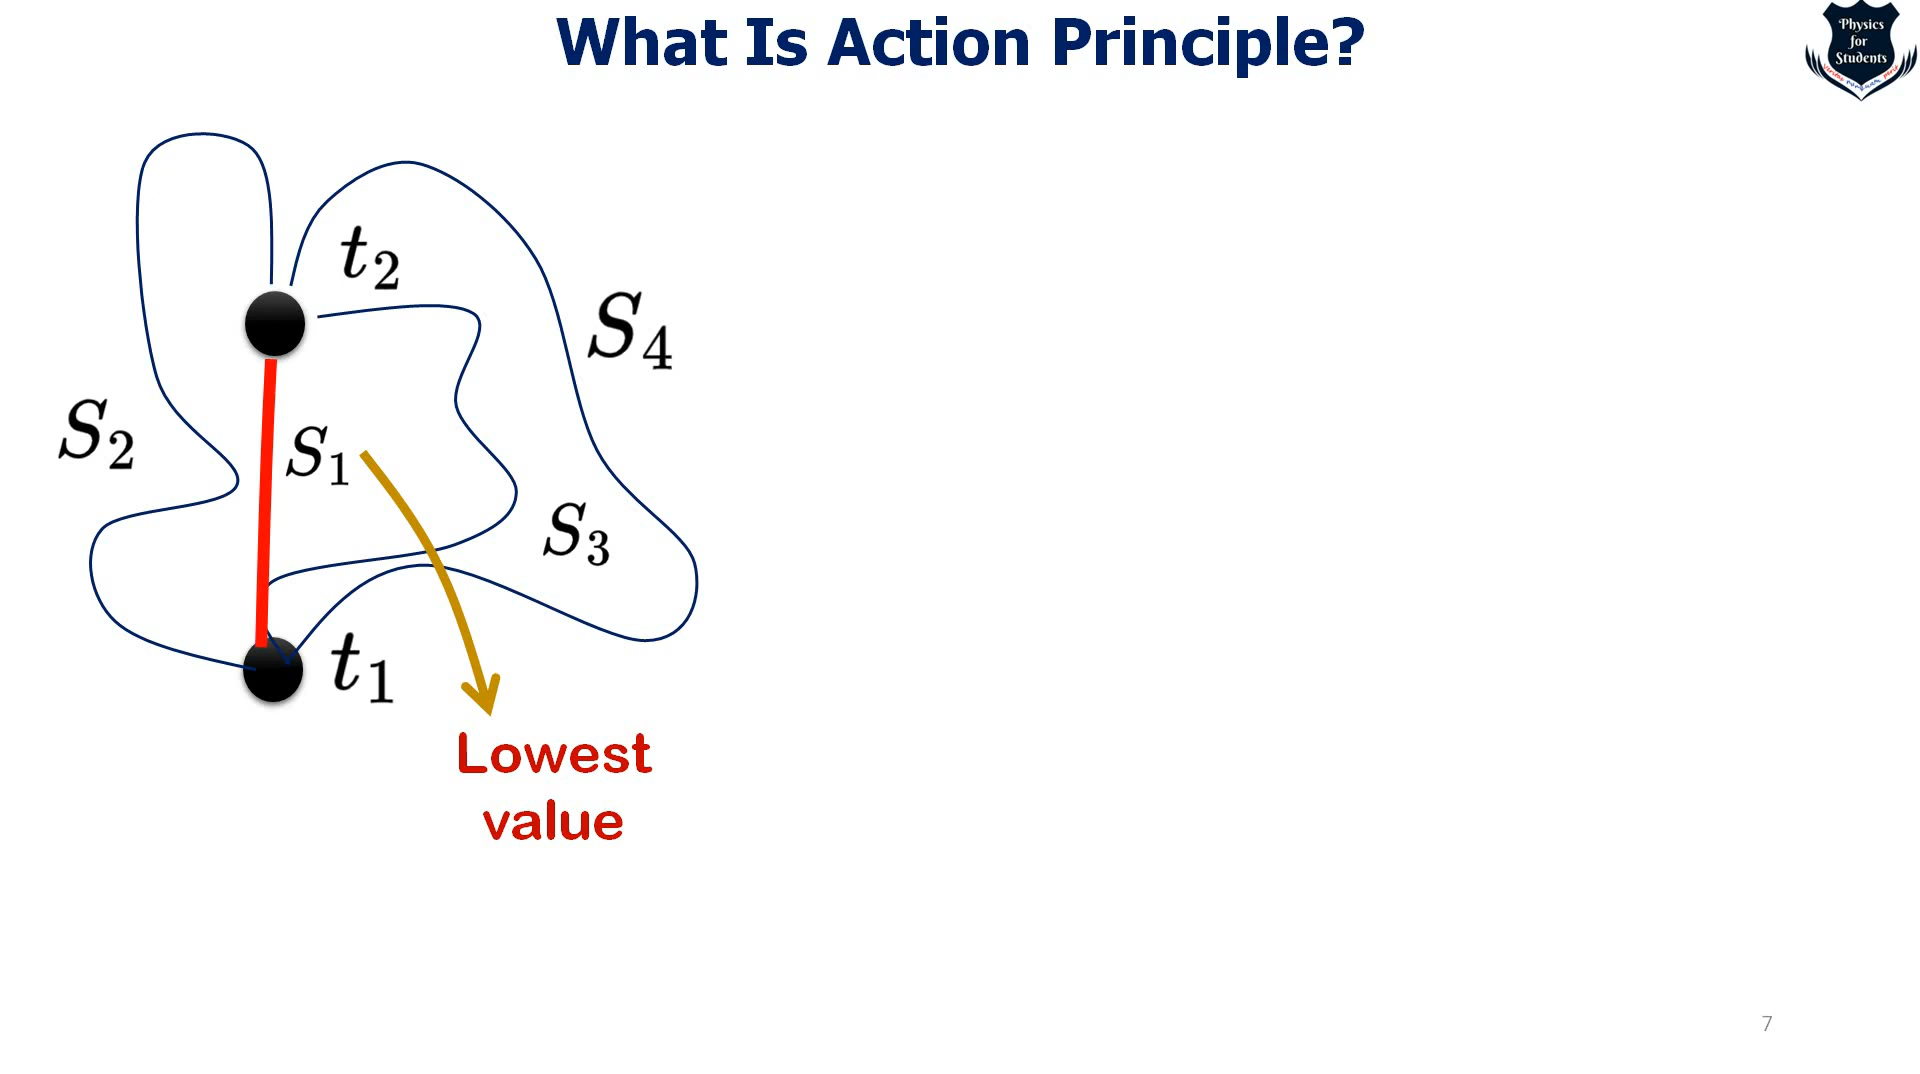 What Is Action Principle?
Physics
for
Students
t₂
S₄
S₂
S₁
S₃
t₁
Lowest
value
7